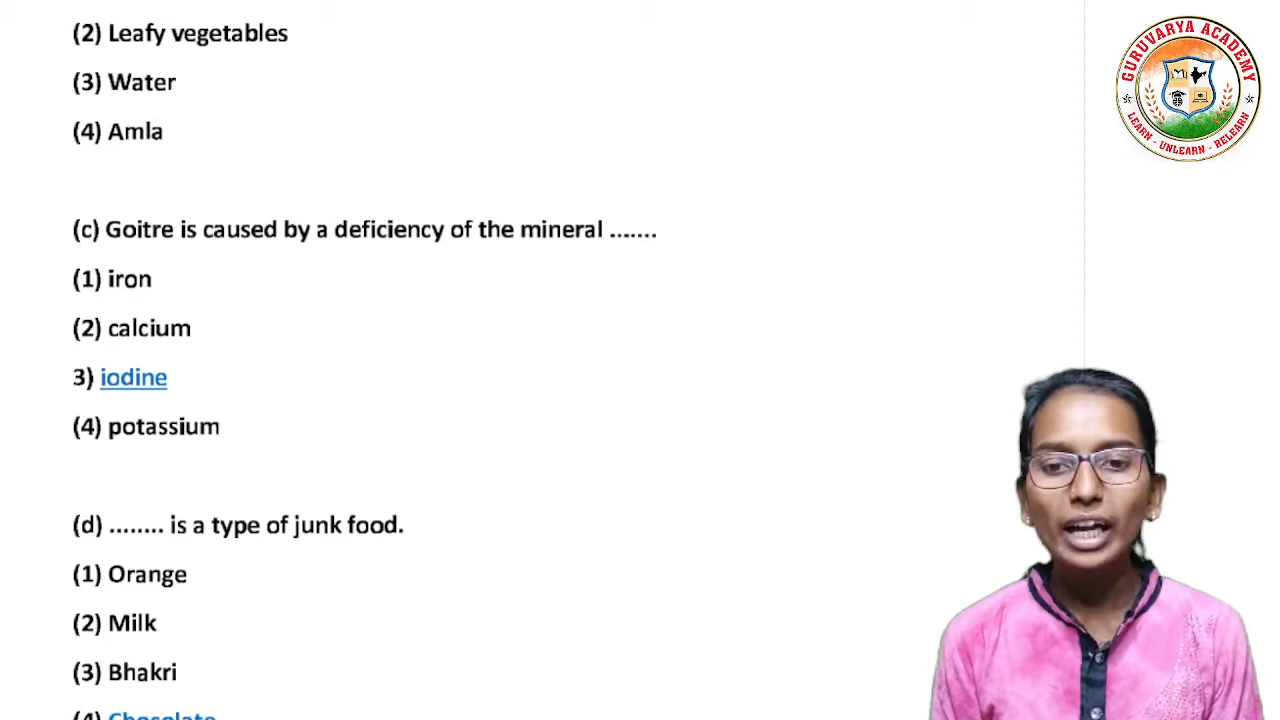 (2) Leafy vegetables
(3) Water
(4) Amla
(c) Goitre is caused by a deficiency of the mineral .......
(1) iron
(2) calcium
3) iodine
(4) potassium
(d) ........ is a type of junk food.
(1) Orange
(2) Milk
(3) Bhakri
(4) Chocolate
GURUVARYA ACADEMY
LEARN - UNLEARN - RELEARN